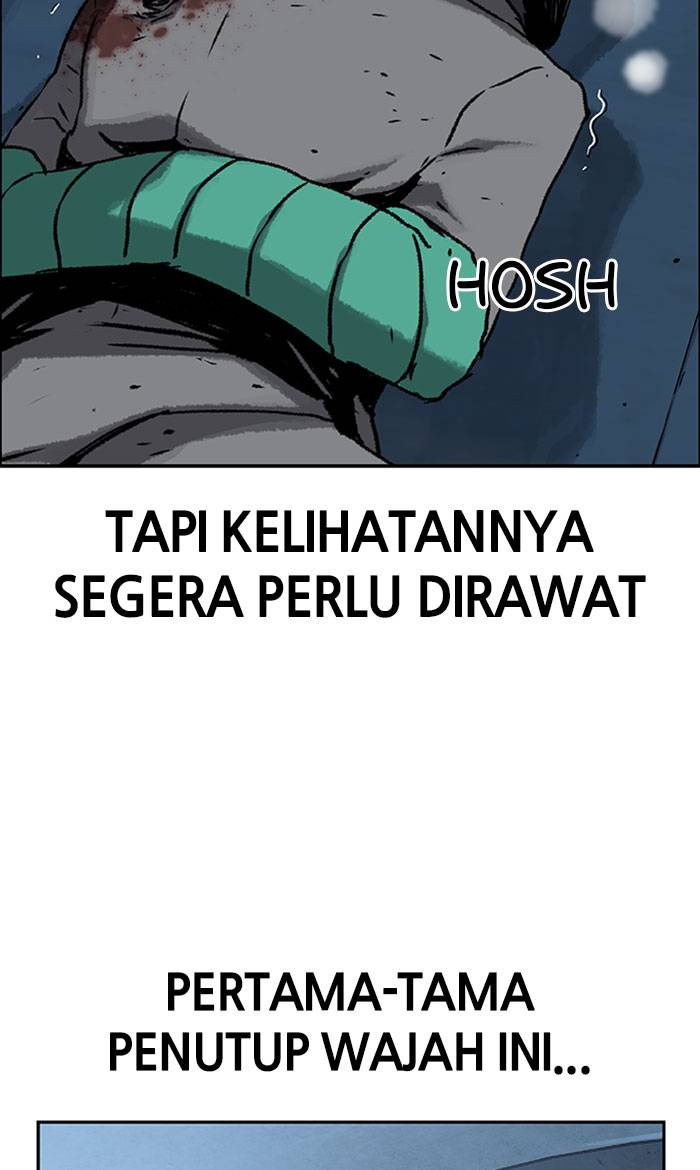 HOSH
TAPI KELIHATANNYA
SEGERA PERLU DIRAWAT
PERTAMA-TAMA
PENUTUP WAJAH INI...